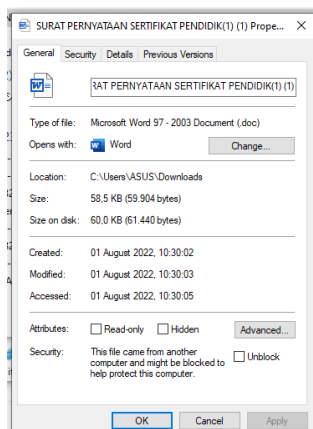 SURAT PERNYATAAN SERTIFIKAT PENDIDIK(1) (1) Prope...
General Security Details Previous Versions
RAT PERNYATAAN SERTIFIKAT PENDIDIK(1) (1)
Type of file: Microsoft Word 97 - 2003 Document (.doc)
Opens with: Word Change...
Location: C:\Users\ASUS\Downloads
Size: 58,5 KB (59.904 bytes)
Size on disk: 60,0 KB (61.440 bytes)
Created: 01 August 2022, 10:30:02
Modified: 01 August 2022, 10:30:03
Accessed: 01 August 2022, 10:30:05
Attributes: Read-only Hidden Advanced...
Security: This file came from another
computer and might be blocked to
help protect this computer.
Unblock
OK Cancel Apply